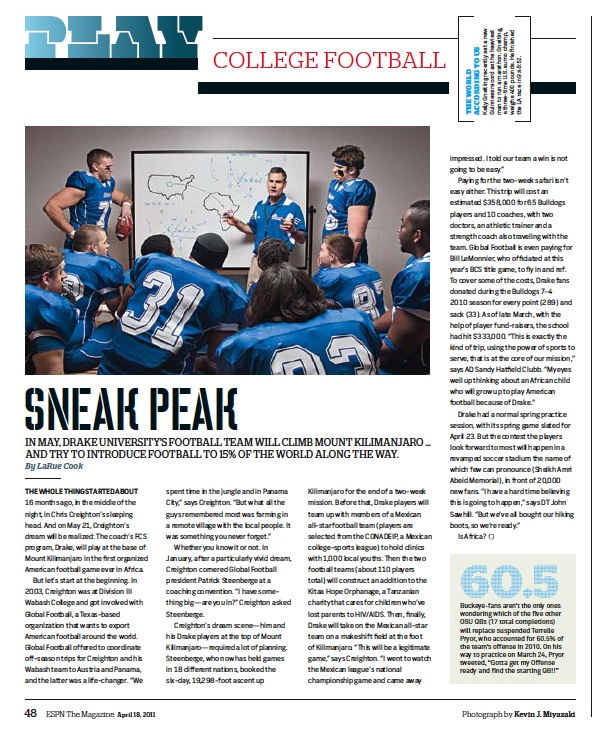 PLAY
COLLEGE FOOTBALL
THE WORLD
ACCORDING TO US
Kelly Gneiting recently set a new
Guinness record as the heaviest
man to run a marathon. Gneiting,
a three-time U.S. sumo champ,
weighs 400 pounds. He finished
the LA race in 9:48:52.
31
93
SNEAK PEAK
IN MAY, DRAKE UNIVERSITY'S FOOTBALL TEAM WILL CLIMB MOUNT KILIMANJARO ...
AND TRY TO INTRODUCE FOOTBALL TO 15% OF THE WORLD ALONG THE WAY.
By LaRue Cook
THE WHOLE THING STARTED ABOUT
16 months ago, in the middle of the
night, in Chris Creighton's sleeping
head. And on May 21, Creighton's
dream will be realized: The coach's FCS
program, Drake, will play at the base of
Mount Kilimanjaro in the first organized
American football game ever in Africa.
But let's start at the beginning. In
2003, Creighton was at Division III
Wabash College and got involved with
Global Football, a Texas-based
organization that wants to export
American football around the world.
Global Football offered to coordinate
off-season trips for Creighton and his
Wabash team to Austria and Panama,
and the latter was a life-changer. "We
spent time in the jungle and in Panama
City," says Creighton. "But what all the
guys remembered most was farming in
a remote village with the local people. It
was something you never forget."
Whether you know it or not. In
January, after a particularly vivid dream,
Creighton cornered Global Football
president Patrick Steenberge at a
coaching convention. "I have some-
thing big—are you in?" Creighton asked
Steenberge.
Creighton's dream scene—him and
his Drake players at the top of Mount
Kilimanjaro—required a lot of planning.
Steenberge, who now has held games
in 18 different nations, booked the
six-day, 19,298-foot ascent up
Kilimanjaro for the end of a two-week
mission. Before that, Drake players will
team up with members of a Mexican
all-star football team (players are
selected from the CONADEIP, a Mexican
college-sports league) to hold clinics
with 1,000 local youths. Then the two
football teams (about 110 players
total) will construct an addition to the
Kitaa Hope Orphanage, a Tanzanian
charity that cares for children who've
lost parents to HIV/AIDS. Then, finally,
Drake will take on the Mexican all-star
team on a makeshift field at the foot
of Kilimanjaro. "This will be a legitimate
game," says Creighton. "I went to watch
the Mexican league's national
championship game and came away
impressed. I told our team a win is not
going to be easy."
Paying for the two-week safari isn't
easy either. This trip will cost an
estimated $358,000 for 65 Bulldogs
players and 10 coaches, with two
doctors, an athletic trainer and a
strength coach also traveling with the
team. Global Football is even paying for
Bill LeMonnier, who officiated at this
year's BCS title game, to fly in and ref.
To cover some of the costs, Drake fans
donated during the Bulldogs 7-4
2010 season for every point (289) and
sack (33). As of late March, with the
help of player fund-raisers, the school
had hit $333,000. "This is exactly the
kind of trip, using the power of sports to
serve, that is at the core of our mission,"
says AD Sandy Hatfield Clubb. "My eyes
well up thinking about an African child
who will grow up to play American
football because of Drake."
Drake had a normal spring practice
session, with its spring game slated for
April 23. But the contest the players
look forward to most will happen in a
revamped soccer stadium the name of
which few can pronounce (Sheikh Amri
Abeid Memorial), in front of 20,000
new fans. "I have a hard time believing
this is going to happen," says DT John
Sawhill. "But we've all bought our hiking
boots, so we're ready."
Is Africa?
60.5
Buckeye-fans aren't the only ones
wondering which of the five other
OSU QBs (17 total completions)
will replace suspended Terrelle
Pryor, who accounted for 60.5% of
the team's offense in 2010. On his
way to practice on March 24, Pryor
tweeted, "Gotta get my Offense
ready and find the starting QB!!"
48 ESPN The Magazine April 18, 2011
Photograph by Kevin J. Miyazaki